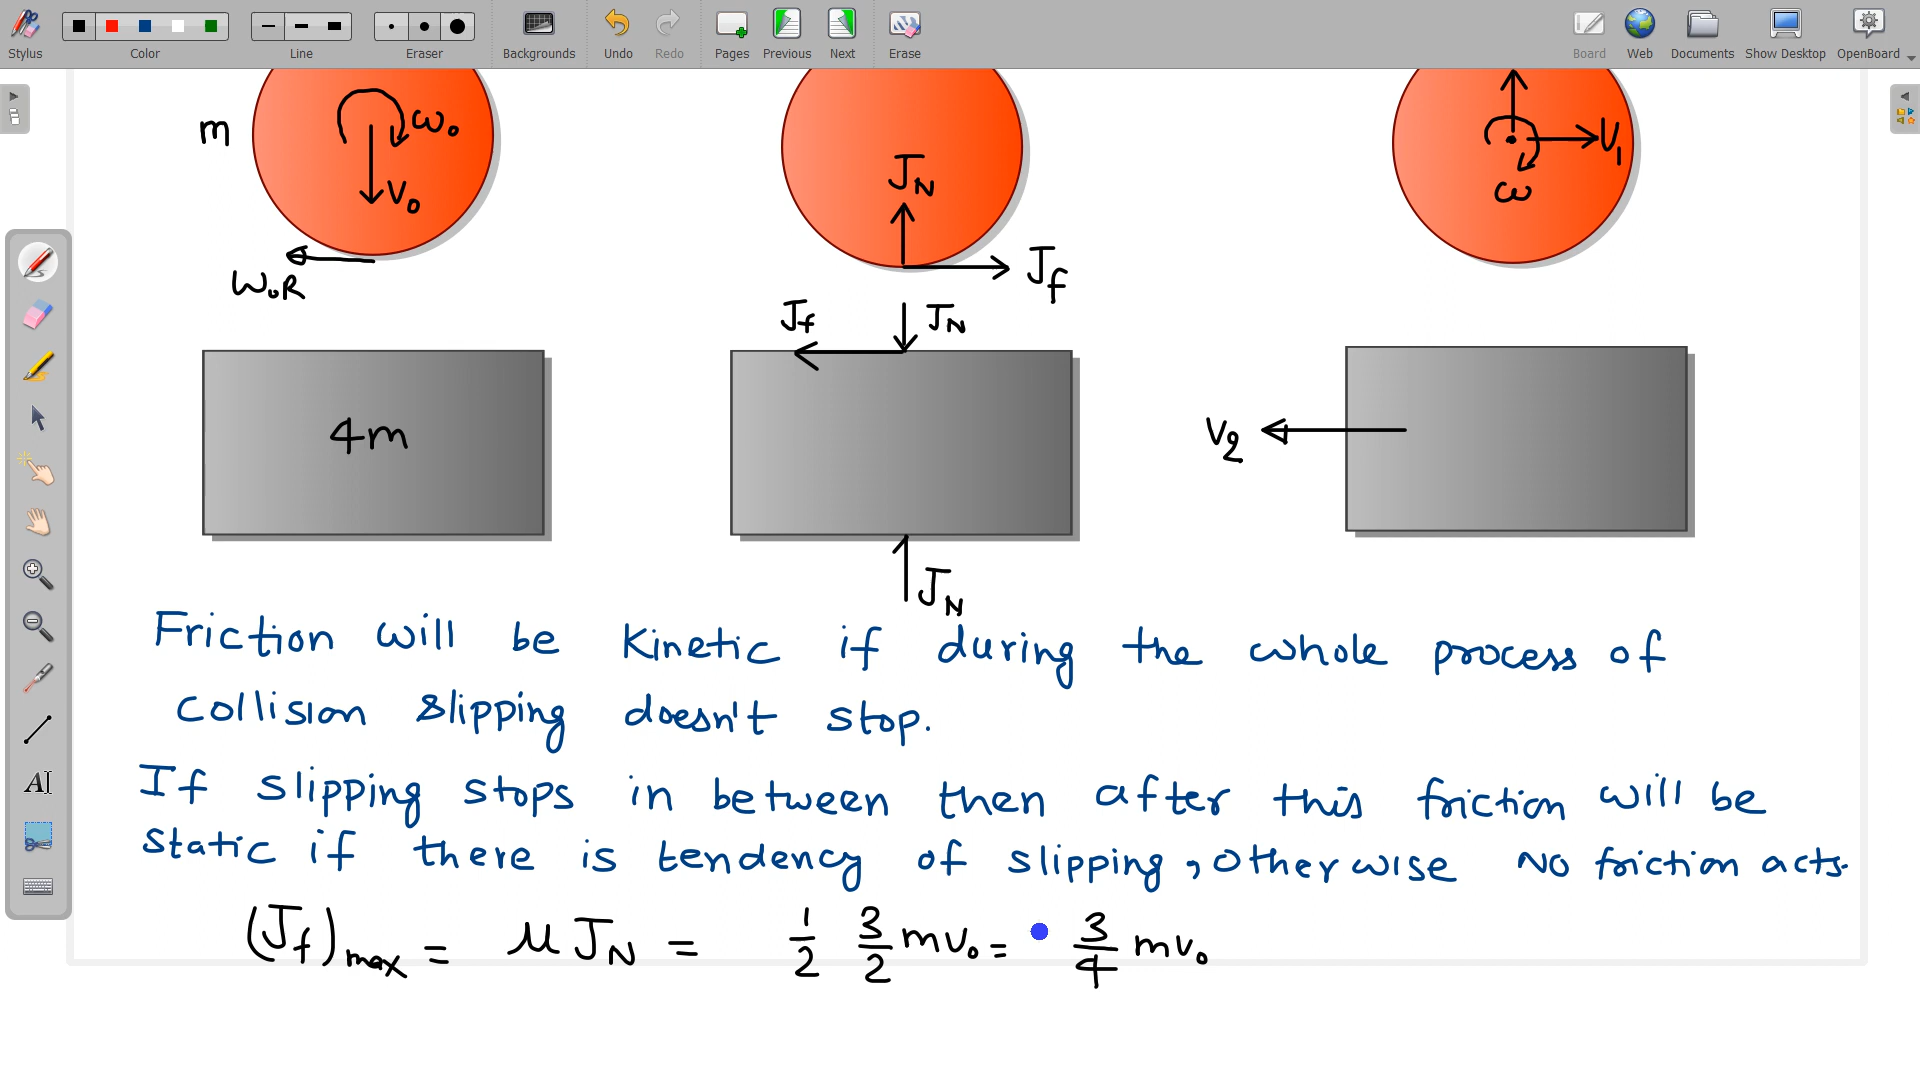 Stylus
Color
Line
Eraser
Backgrounds
Undo
Redo
Pages
Previous
Next
Erase
Board
Web
Documents
Show Desktop
OpenBoard
m
ω₀
V₀
ω₀R
J_N
J_f
J_f
J_N
V₁
ω
4m
V₂
J_N
Friction will be Kinetic if during the whole process of
collision slipping doesn't stop.
If slipping stops in between then after this friction will be
static if there is tendency of slipping, otherwise No friction acts.
(J_f)max = μ J_N = 1/2 3/2 mv₀ = 3/4 mv₀
AI